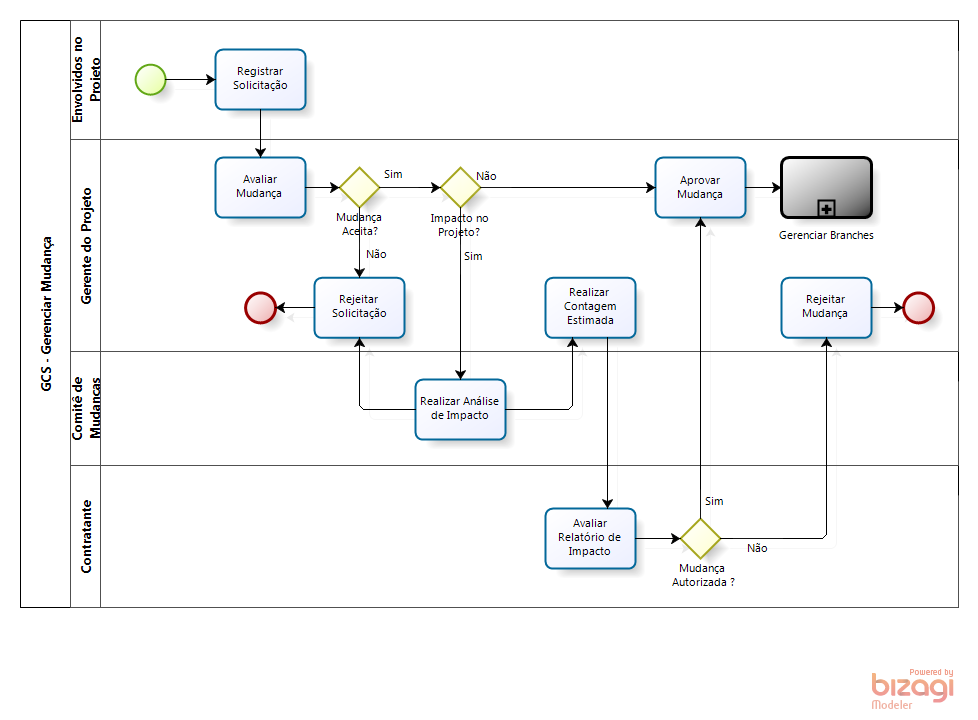 GCS - Gerenciar Mudança
Envolvidos no
Projeto
Registrar
Solicitação
Gerente do Projeto
Avaliar
Mudança
Sim
Mudança
Aceita?
Não
Não
Impacto no
Projeto?
Sim
Aprovar
Mudança
Gerenciar Branches
Rejeitar
Solicitação
Realizar
Contagem
Estimada
Rejeitar
Mudança
Comitê de
Mudanças
Realizar Análise
de Impacto
Contratante
Avaliar
Relatório de
Impacto
Sim
Não
Mudança
Autorizada ?
Powered by
bizagi
Modeler